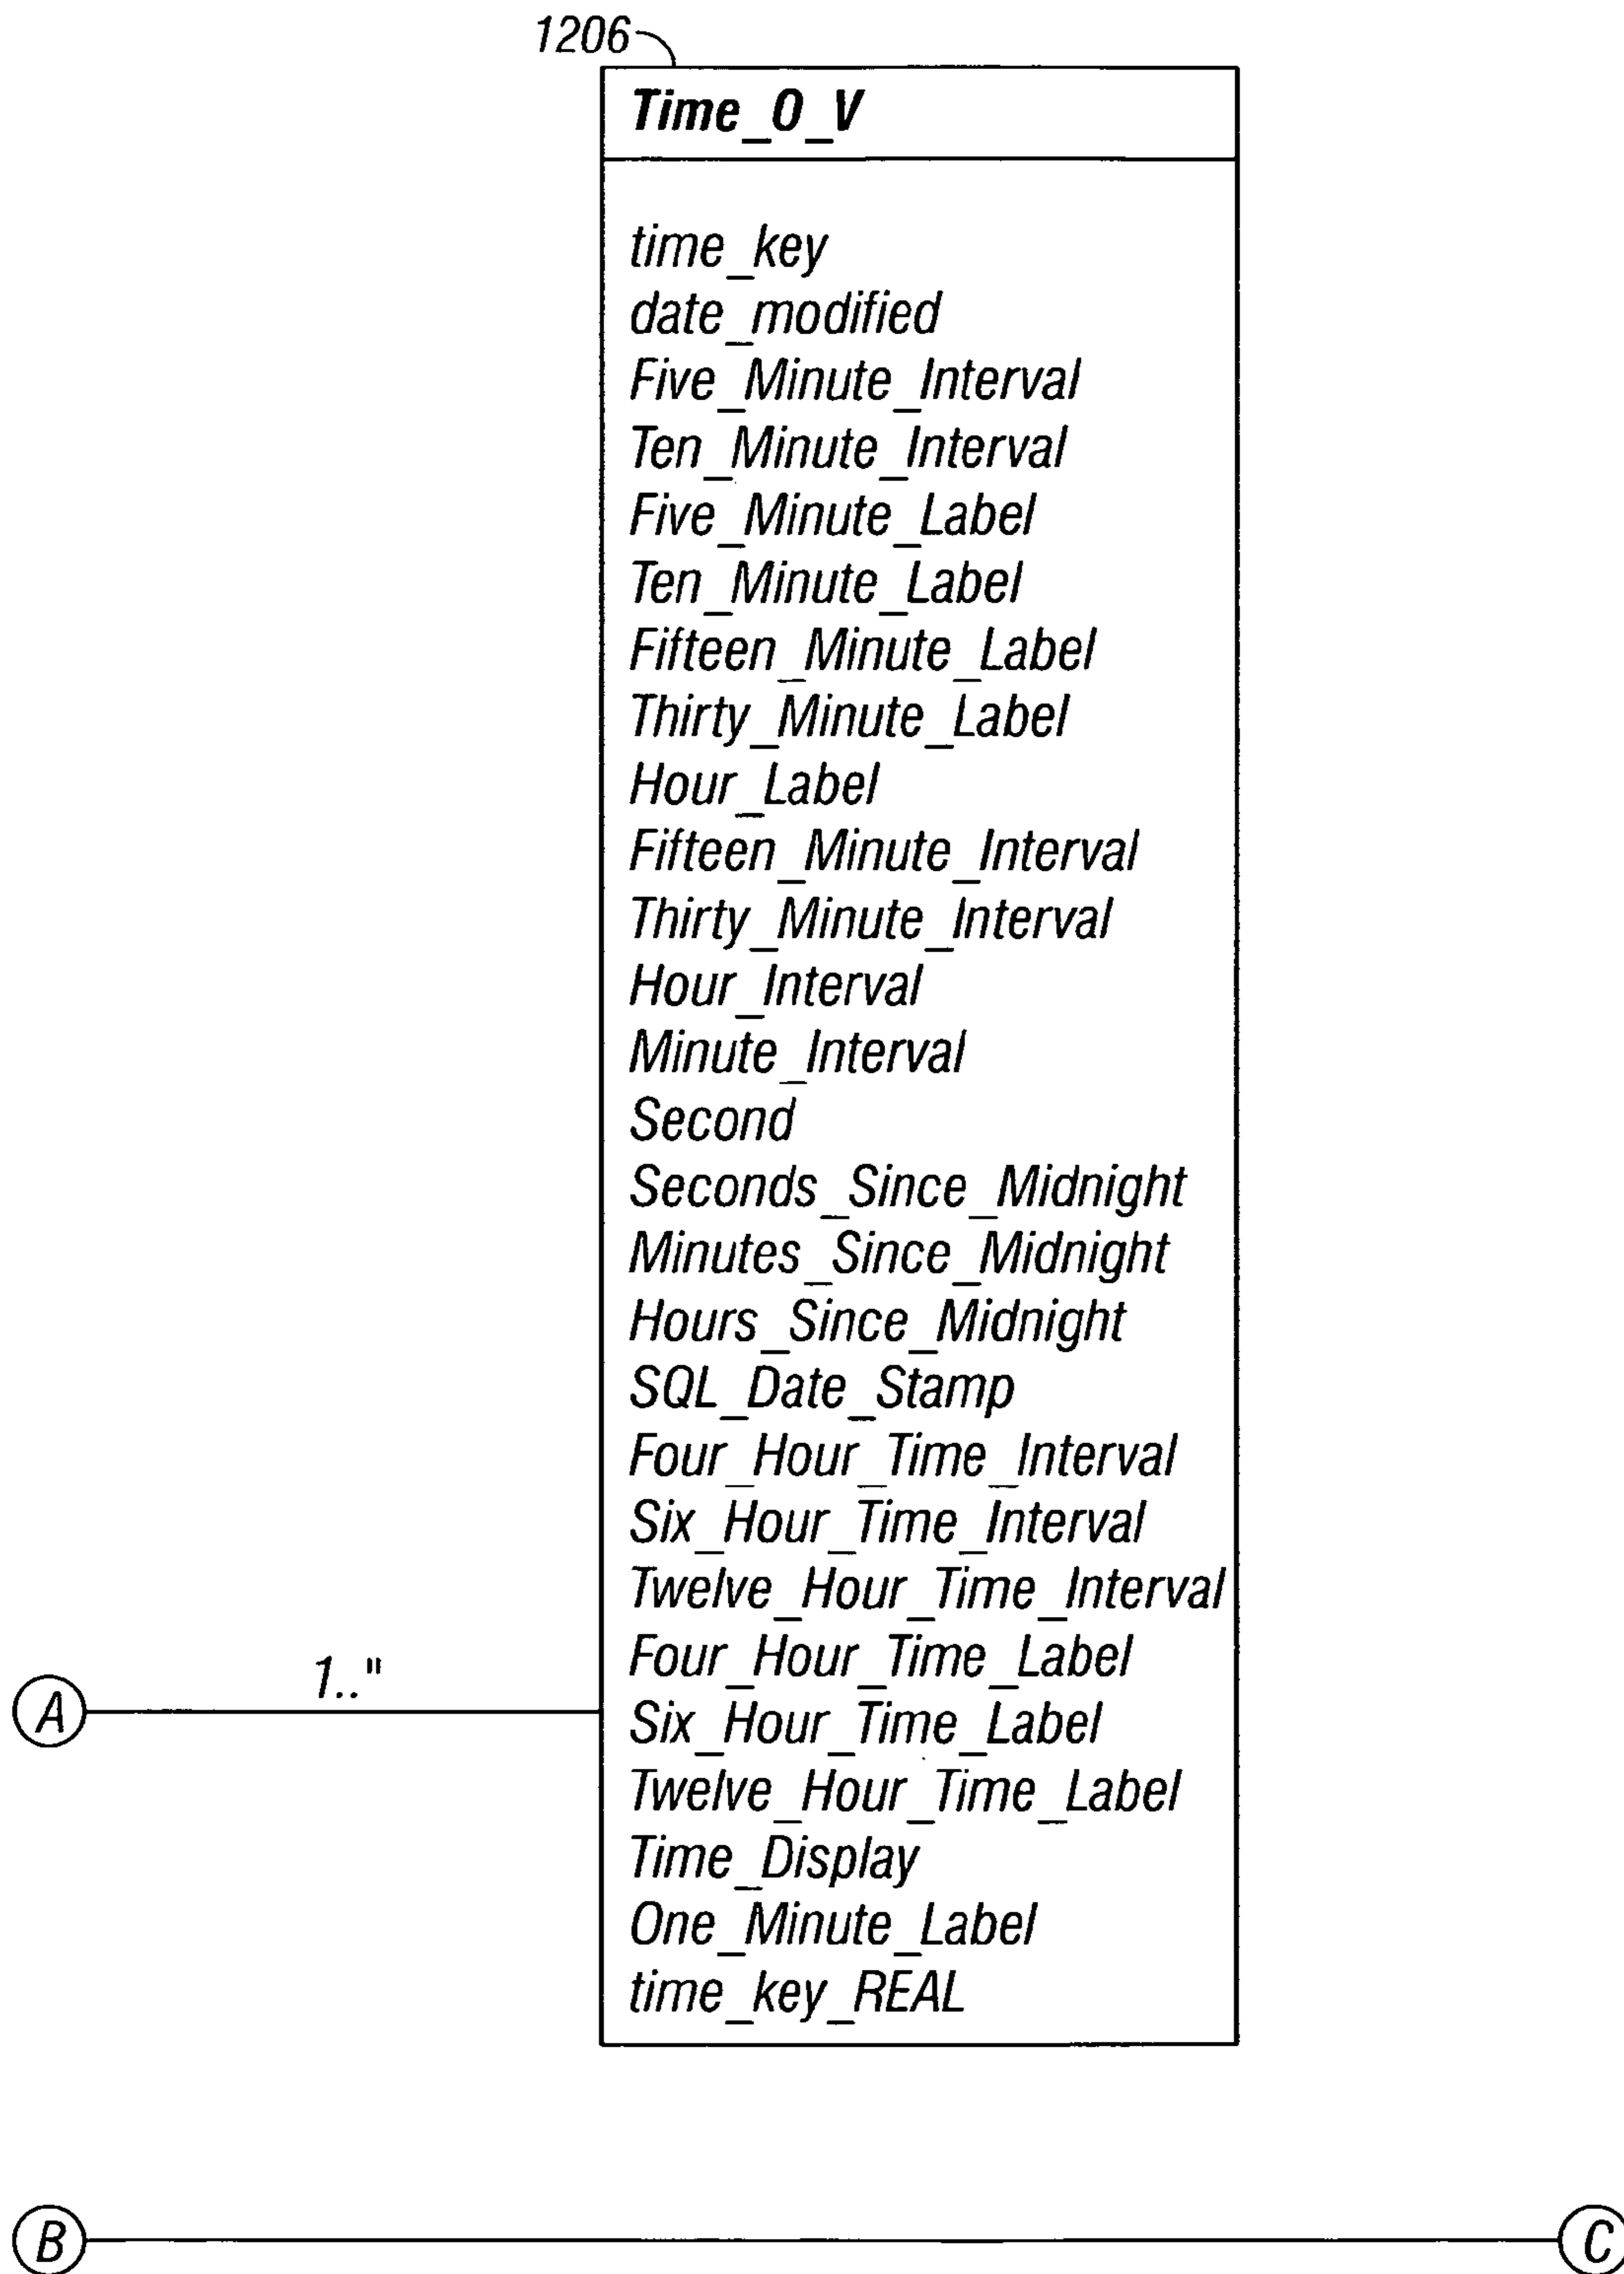 1206
Time_O_V
time_key
date_modified
Five_Minute_Interval
Ten_Minute_Interval
Five_Minute_Label
Ten_Minute_Label
Fifteen_Minute_Label
Thirty_Minute_Label
Hour_Label
Fifteen_Minute_Interval
Thirty_Minute_Interval
Hour_Interval
Minute_Interval
Second
Seconds_Since_Midnight
Minutes_Since_Midnight
Hours_Since_Midnight
SQL_Date_Stamp
Four_Hour_Time_Interval
Six_Hour_Time_Interval
Twelve_Hour_Time_Interval
Four_Hour_Time_Label
1.."
A
Six_Hour_Time_Label
Twelve_Hour_Time_Label
Time_Display
One_Minute_Label
time_key_REAL
B
C